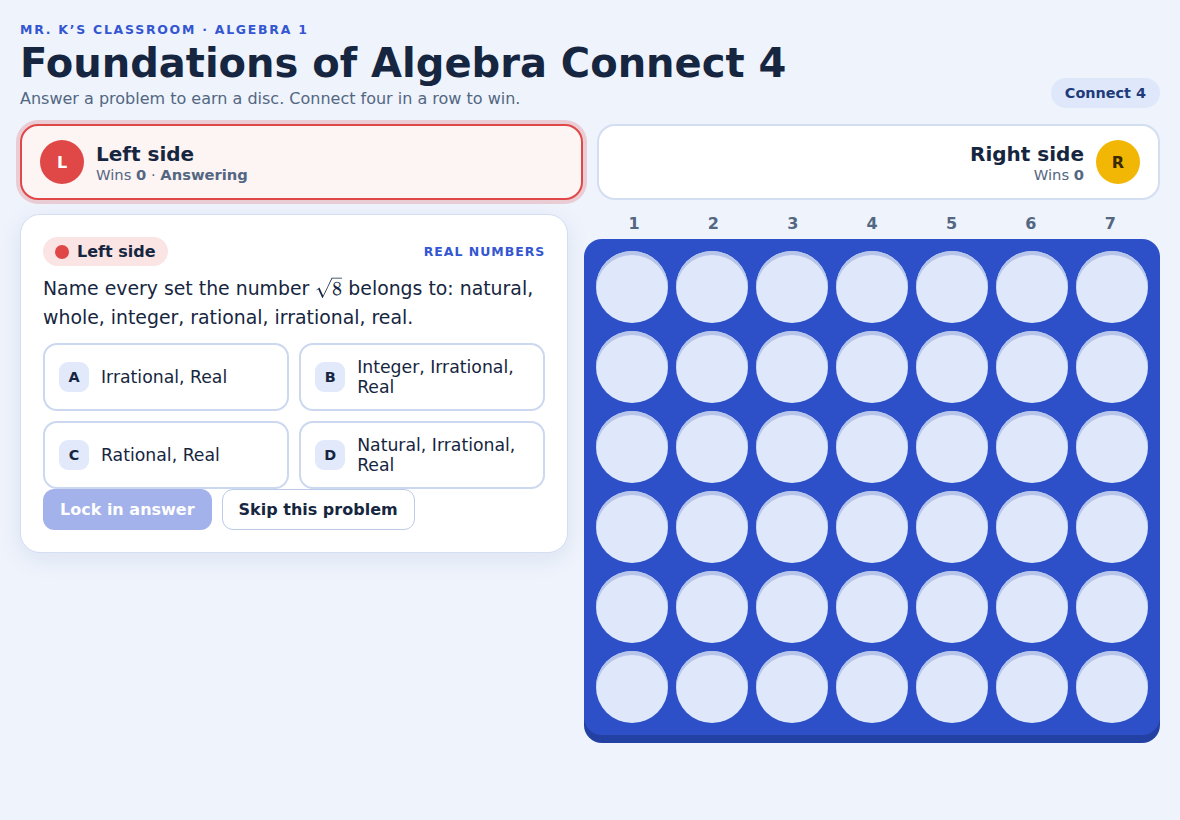 MR. K’S CLASSROOM · ALGEBRA 1
Foundations of Algebra Connect 4
Answer a problem to earn a disc. Connect four in a row to win.
Connect 4
L
Left side
Wins 0 · Answering
Right side
Wins 0
R
Left side
REAL NUMBERS
Name every set the number √8 belongs to: natural,
whole, integer, rational, irrational, real.
A
Irrational, Real
B
Integer, Irrational,
Real
C
Rational, Real
D
Natural, Irrational,
Real
Lock in answer
Skip this problem
1 2 3 4 5 6 7